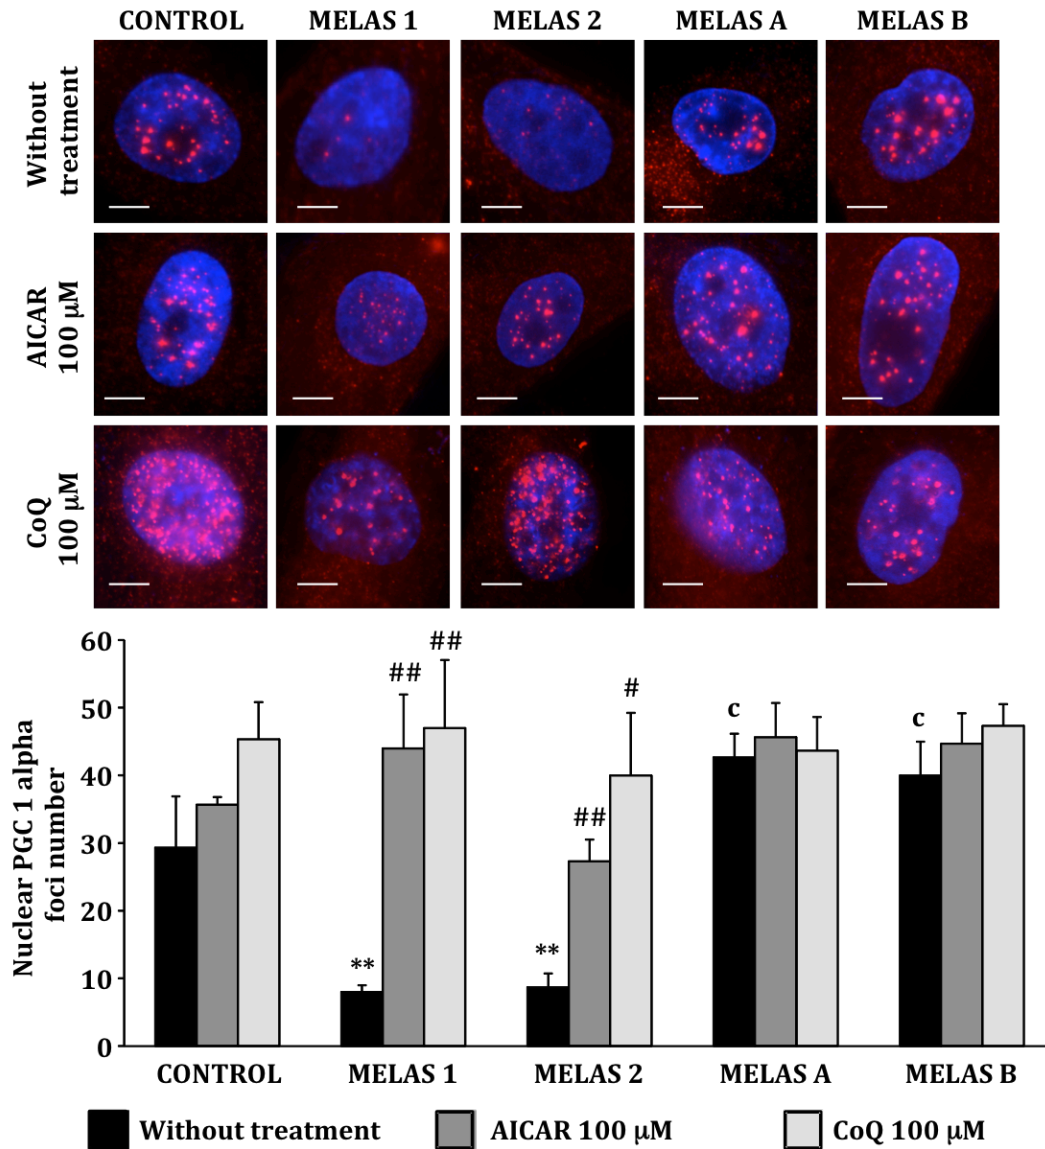 CONTROL MELAS 1 MELAS 2 MELAS A MELAS B
Without
treatment
AICAR
100 μM
CoQ
100 μM
Nuclear PGC 1 alpha
foci number
60
50
40
30
20
10
0
** ## ##
** ## #
c
c
CONTROL MELAS 1 MELAS 2 MELAS A MELAS B
Without treatment AICAR 100 μM CoQ 100 μM